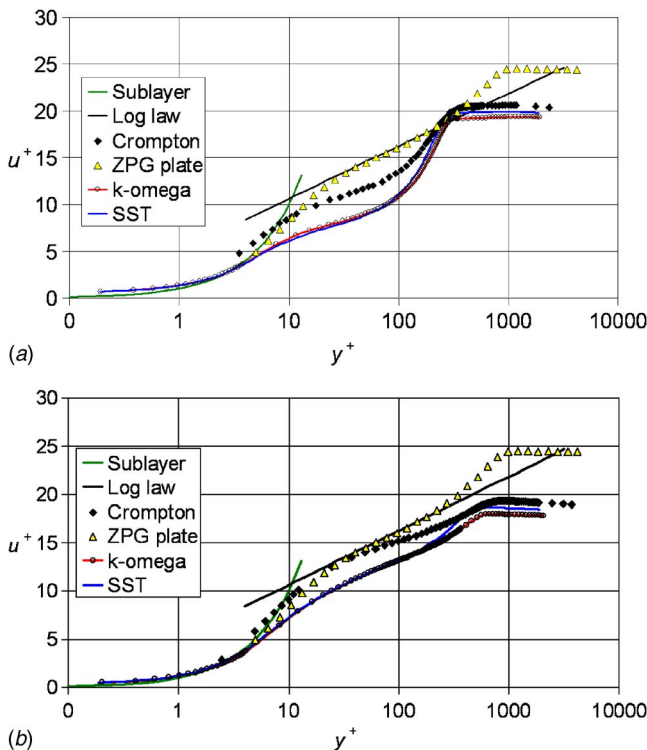 30
25
20
15
10
5
0
u+
Sublayer
Log law
Crompton
ZPG plate
k-omega
SST
0 1 10 100 1000 10000
(a) y+
30
25
20
15
10
5
0
u+
Sublayer
Log law
Crompton
ZPG plate
k-omega
SST
0 1 10 100 1000 10000
(b) y+